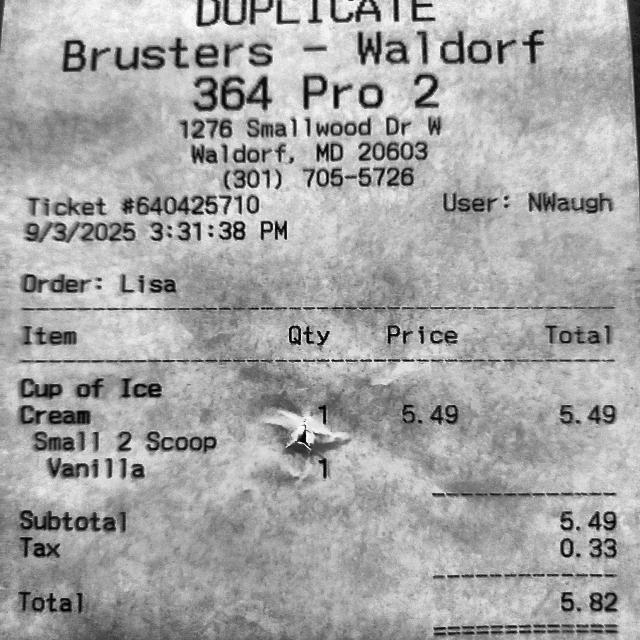 DUPLICATE
Brusters - Waldorf
364 Pro 2
1276 Smallwood Dr W
Waldorf, MD 20603
(301) 705-5726
Ticket #640425710 User: NWaugh
9/3/2025 3:31:38 PM
Order: Lisa
Item Qty Price Total
Cup of Ice
Cream 1 5.49 5.49
Small 2 Scoop
Vanilla 1
Subtotal 5.49
Tax 0.33
Total 5.82